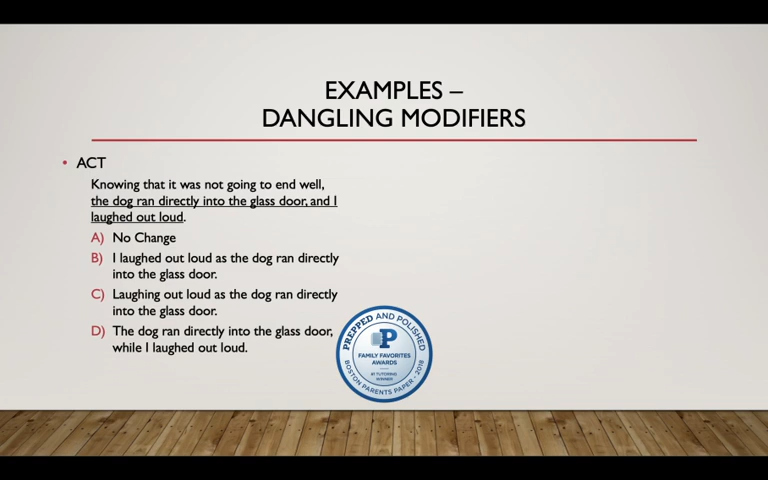 EXAMPLES –
DANGLING MODIFIERS
• ACT
Knowing that it was not going to end well,
the dog ran directly into the glass door, and I
laughed out loud.
A) No Change
B) I laughed out loud as the dog ran directly
into the glass door.
C) Laughing out loud as the dog ran directly
into the glass door.
D) The dog ran directly into the glass door,
while I laughed out loud.
PREPPED AND POLISHED
P
FAMILY FAVORITES
AWARDS
#1 TUTORING
WINNER
BOSTON PARENTS PAPER - 2018